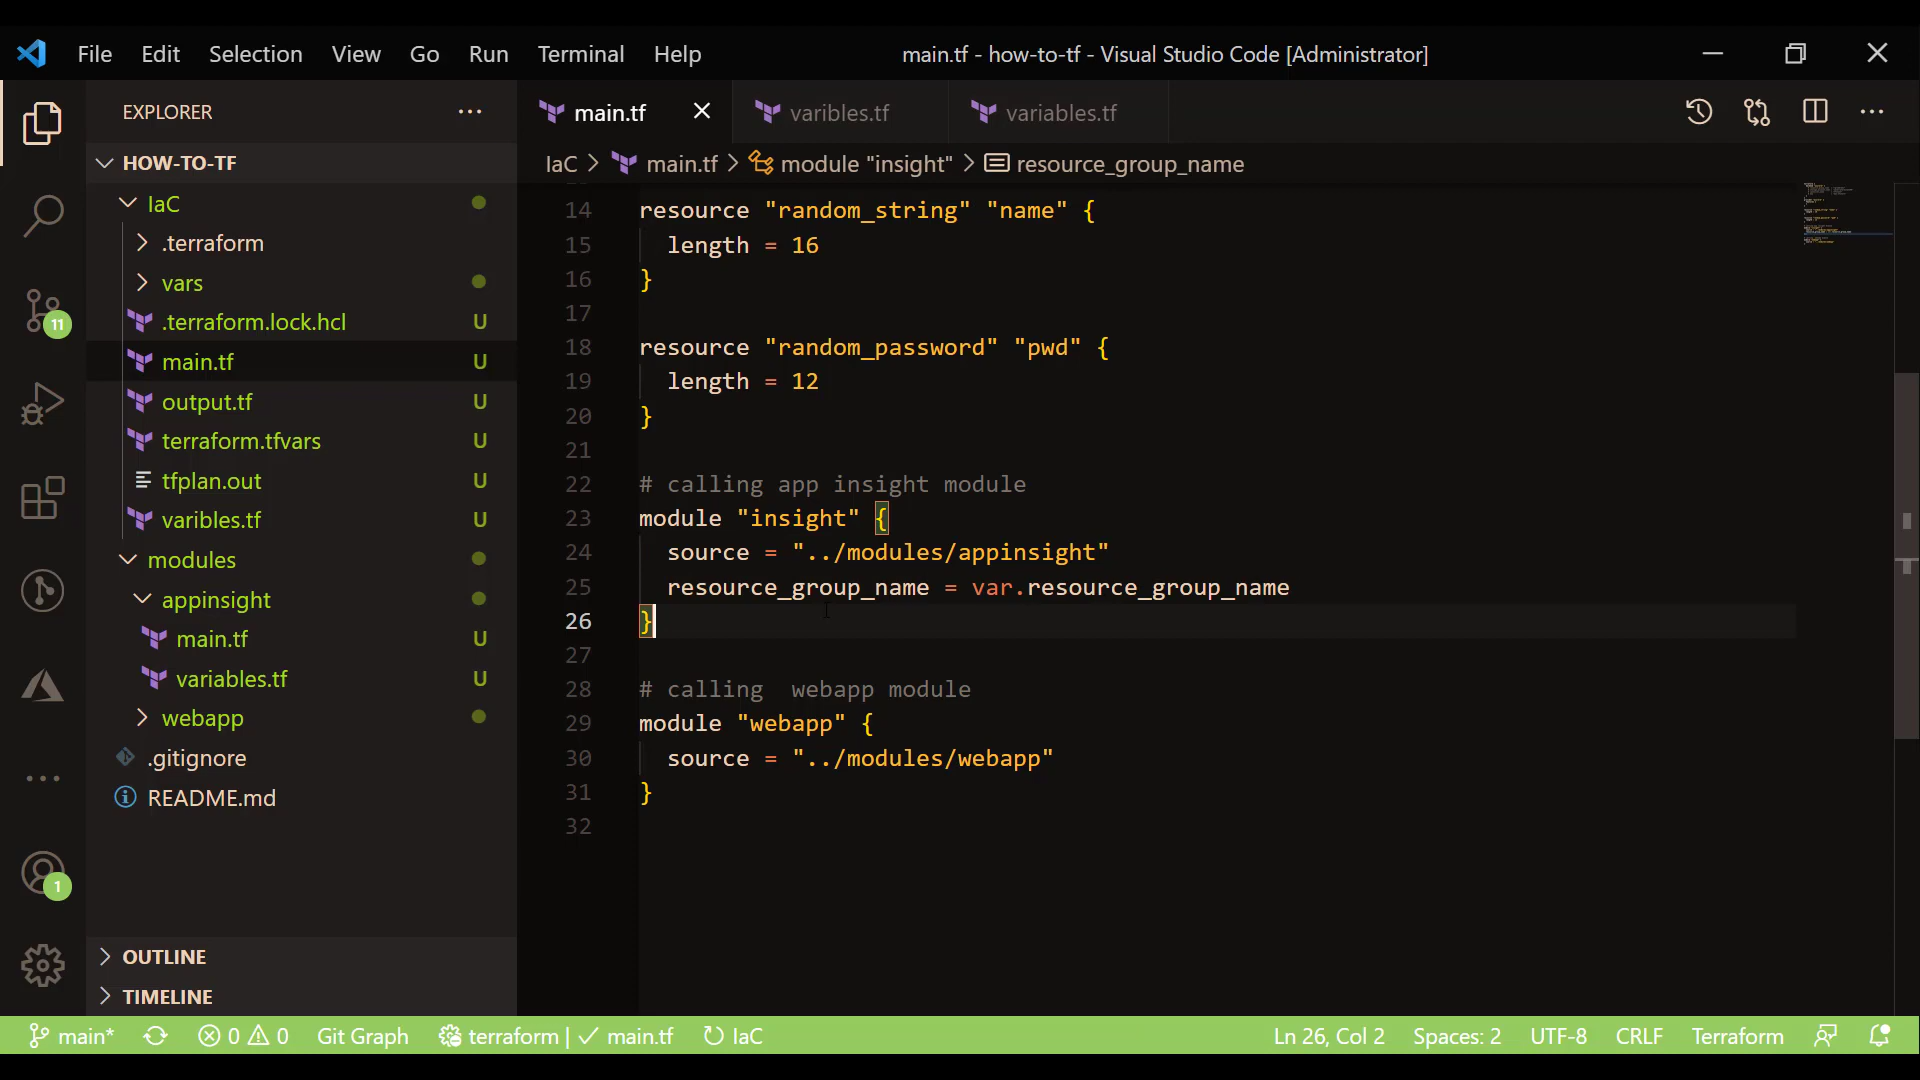 File Edit Selection View Go Run Terminal Help
main.tf - how-to-tf - Visual Studio Code [Administrator]
EXPLORER
HOW-TO-TF
IaC
.terraform
vars
.terraform.lock.hcl U
main.tf U
output.tf U
terraform.tfvars U
tfplan.out U
varibles.tf U
modules
appinsight
main.tf U
variables.tf U
webapp
.gitignore
README.md
OUTLINE
TIMELINE
11
1
main.tf varibles.tf variables.tf
IaC > main.tf > module "insight" > resource_group_name
14 resource "random_string" "name" {
15 length = 16
16 }
17
18 resource "random_password" "pwd" {
19 length = 12
20 }
21
22 # calling app insight module
23 module "insight" {
24 source = "../modules/appinsight"
25 resource_group_name = var.resource_group_name
26 }
27
28 # calling  webapp module
29 module "webapp" {
30 source = "../modules/webapp"
31 }
32
main* 0 0 Git Graph terraform | ✓ main.tf IaC Ln 26, Col 2 Spaces: 2 UTF-8 CRLF Terraform